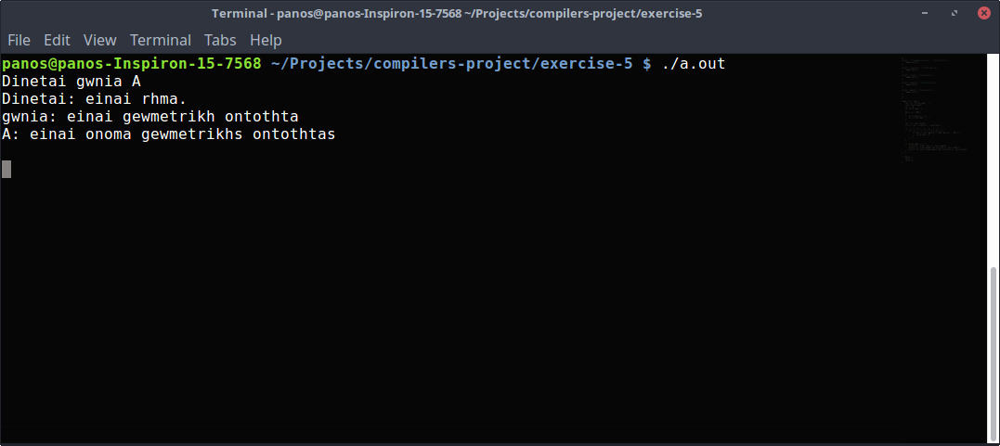 Terminal - panos@panos-Inspiron-15-7568 ~/Projects/compilers-project/exercise-5
File Edit View Terminal Tabs Help
panos@panos-Inspiron-15-7568 ~/Projects/compilers-project/exercise-5 $ ./a.out
Dinetai gwnia A
Dinetai: einai rhma.
gwnia: einai gewmetrikh ontothta
A: einai onoma gewmetrikhs ontothtas